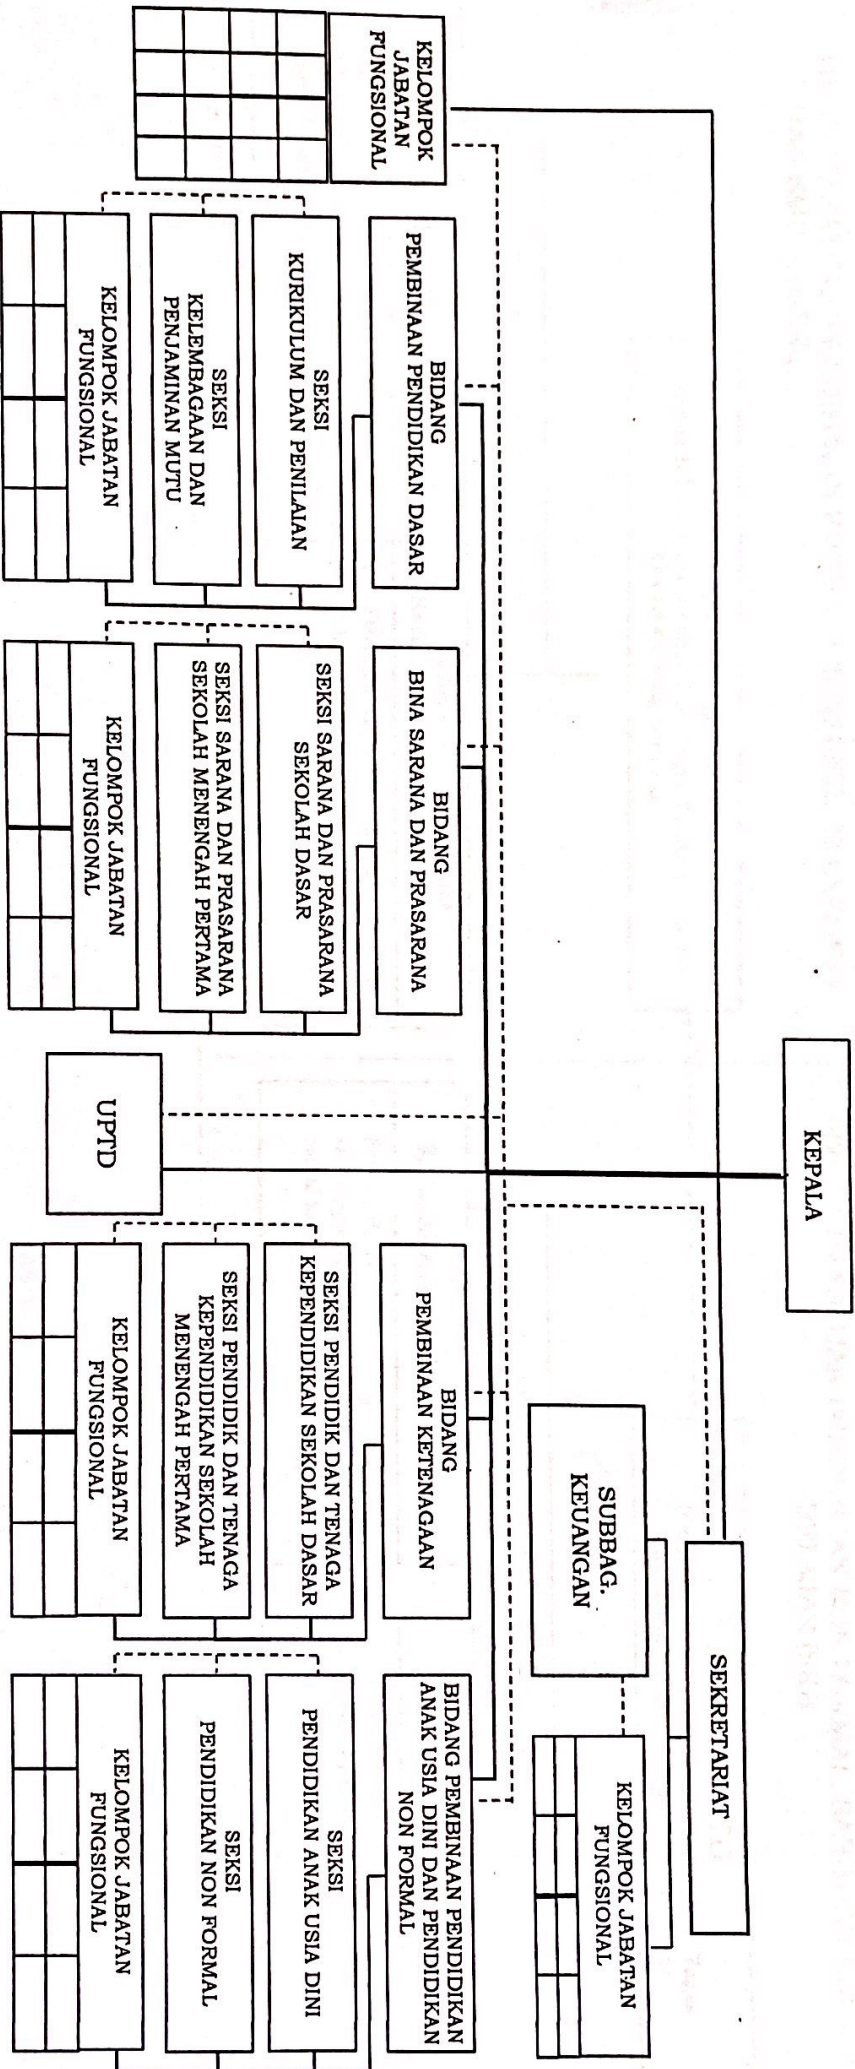 KEPALA
SEKRETARIAT
SUBBAG.
KEUANGAN
KELOMPOK JABATAN
FUNGSIONAL
KELOMPOK
JABATAN
FUNGSIONAL
BIDANG
PEMBINAAN PENDIDIKAN DASAR
SEKSI
KURIKULUM DAN PENILAIAN
SEKSI
KELEMBAGAAN DAN
PENJAMINAN MUTU
KELOMPOK JABATAN
FUNGSIONAL
BIDANG
BINA SARANA DAN PRASARANA
SEKSI SARANA DAN PRASARANA
SEKOLAH DASAR
SEKSI SARANA DAN PRASARANA
SEKOLAH MENENGAH PERTAMA
KELOMPOK JABATAN
FUNGSIONAL
UPTD
BIDANG
PEMBINAAN KETENAGAAN
SEKSI PENDIDIK DAN TENAGA
KEPENDIDIKAN SEKOLAH DASAR
SEKSI PENDIDIK DAN TENAGA
KEPENDIDIKAN SEKOLAH
MENENGAH PERTAMA
KELOMPOK JABATAN
FUNGSIONAL
BIDANG PEMBINAAN PENDIDIKAN
ANAK USIA DINI DAN PENDIDIKAN
NON FORMAL
SEKSI
PENDIDIKAN ANAK USIA DINI
SEKSI
PENDIDIKAN NON FORMAL
KELOMPOK JABATAN
FUNGSIONAL